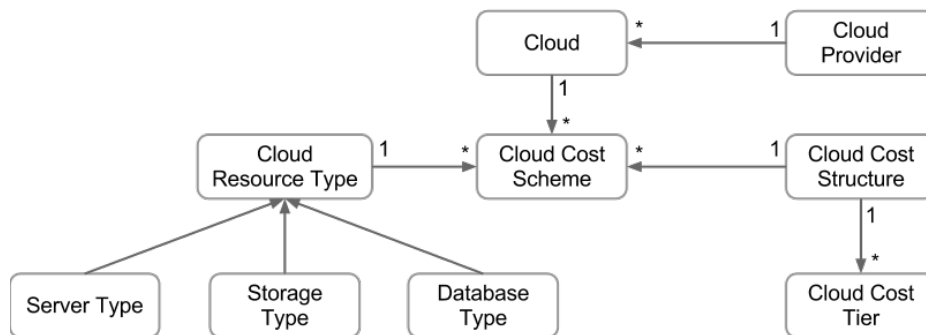 Cloud
*
1
Cloud
Provider
1
*
Cloud
Resource Type
1
*
Cloud Cost
Scheme
*
1
Cloud Cost
Structure
1
*
Server Type
Storage
Type
Database
Type
Cloud Cost
Tier